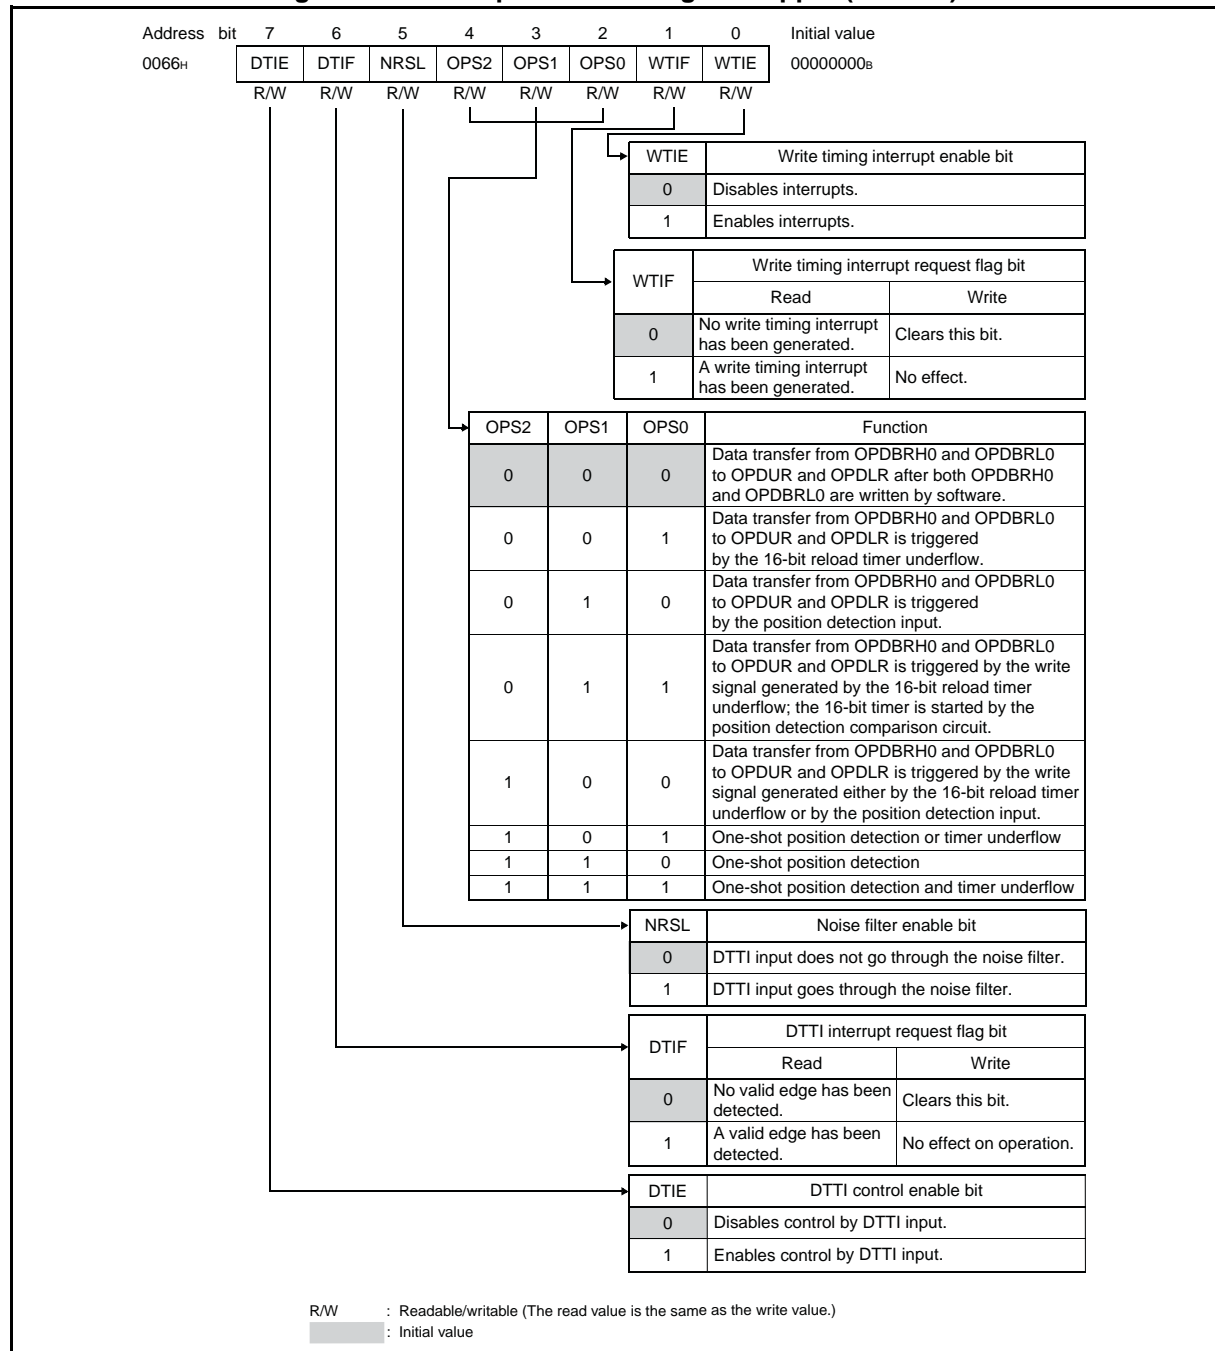 Address bit 7 6 5 4 3 2 1 0 Initial value
0066H DTIE DTIF NRSL OPS2 OPS1 OPS0 WTIF WTIE 00000000B
R/W R/W R/W R/W R/W R/W R/W R/W
WTIE Write timing interrupt enable bit
0 Disables interrupts.
1 Enables interrupts.
WTIF Write timing interrupt request flag bit
Read Write
0 No write timing interrupt has been generated. Clears this bit.
1 A write timing interrupt has been generated. No effect.
OPS2 OPS1 OPS0 Function
0 0 0 Data transfer from OPDBRH0 and OPDBRL0
to OPDUR and OPDLR after both OPDBRH0
and OPDBRL0 are written by software.
0 0 1 Data transfer from OPDBRH0 and OPDBRL0
to OPDUR and OPDLR is triggered
by the 16-bit reload timer underflow.
0 1 0 Data transfer from OPDBRH0 and OPDBRL0
to OPDUR and OPDLR is triggered
by the position detection input.
0 1 1 Data transfer from OPDBRH0 and OPDBRL0
to OPDUR and OPDLR is triggered by the write
signal generated by the 16-bit reload timer
underflow; the 16-bit timer is started by the
position detection comparison circuit.
1 0 0 Data transfer from OPDBRH0 and OPDBRL0
to OPDUR and OPDLR is triggered by the write
signal generated either by the 16-bit reload timer
underflow or by the position detection input.
1 0 1 One-shot position detection or timer underflow
1 1 0 One-shot position detection
1 1 1 One-shot position detection and timer underflow
NRSL Noise filter enable bit
0 DTTI input does not go through the noise filter.
1 DTTI input goes through the noise filter.
DTIF DTTI interrupt request flag bit
Read Write
0 No valid edge has been detected. Clears this bit.
1 A valid edge has been detected. No effect on operation.
DTIE DTTI control enable bit
0 Disables control by DTTI input.
1 Enables control by DTTI input.
R/W : Readable/writable (The read value is the same as the write value.)
: Initial value